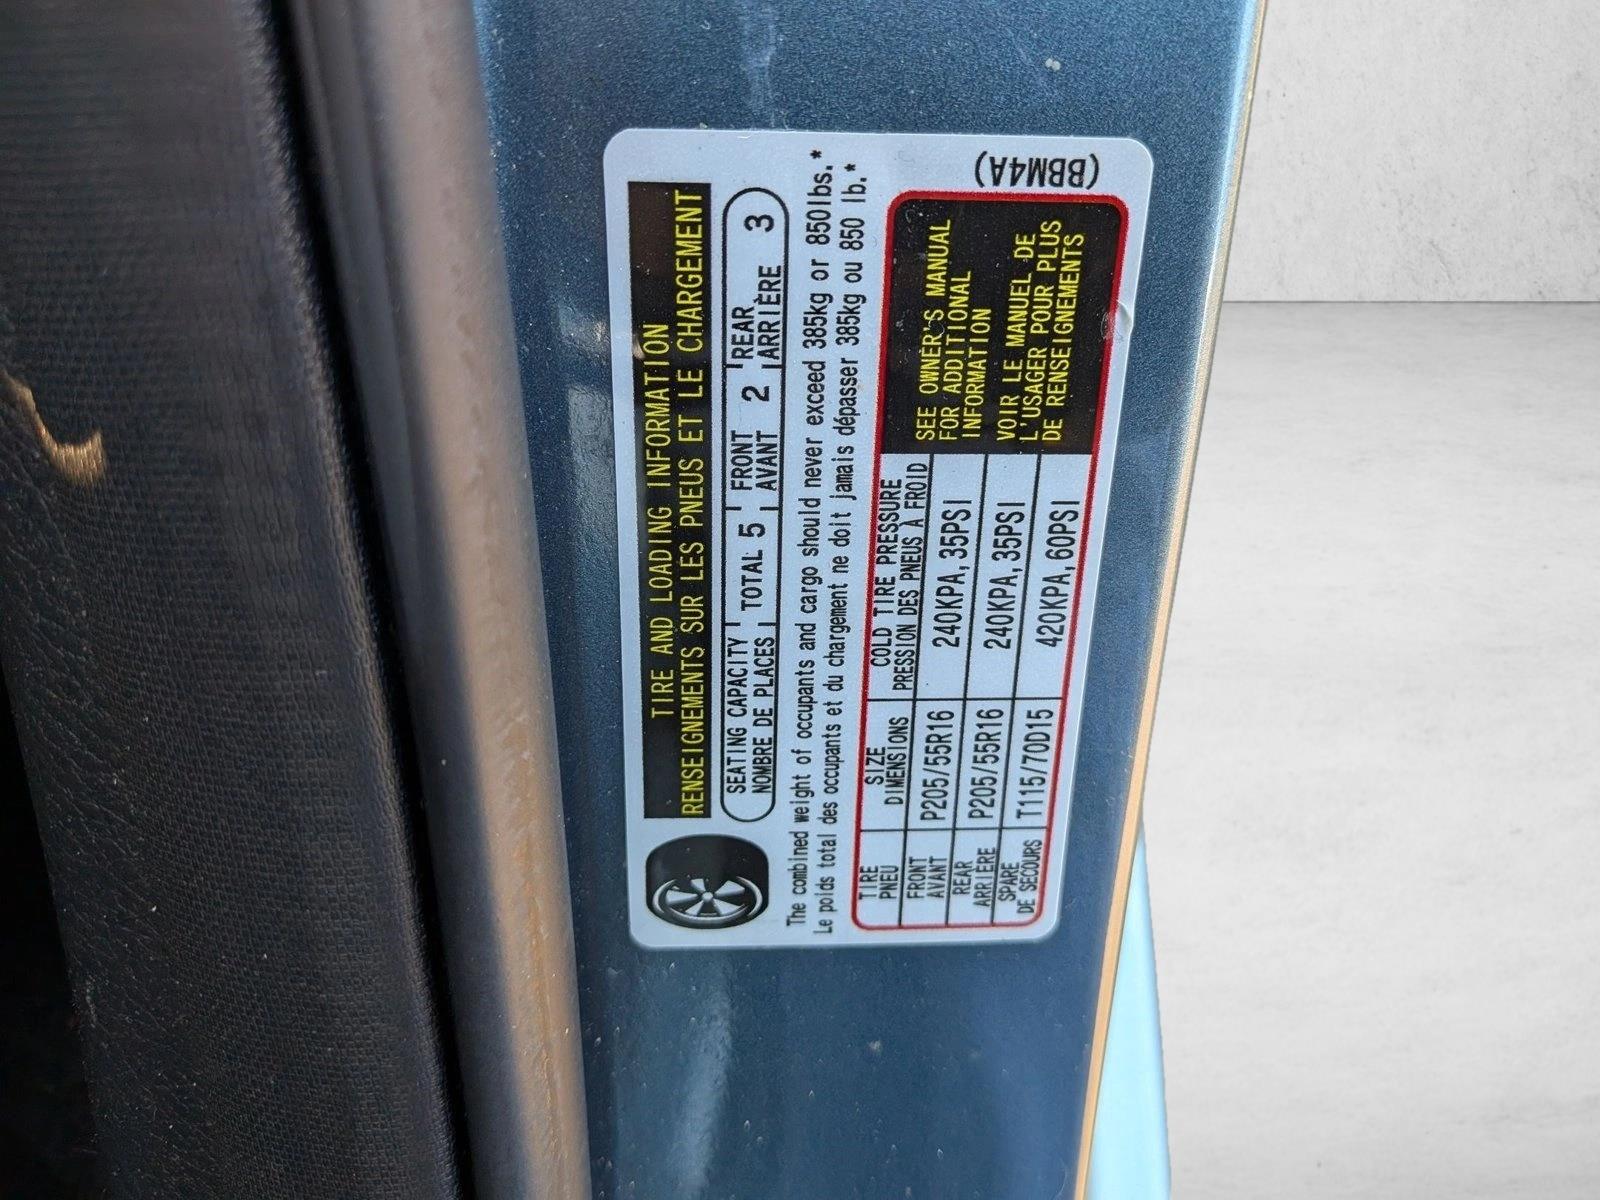 TIRE AND LOADING INFORMATION
RENSEIGNEMENTS SUR LES PNEUS ET LE CHARGEMENT
SEATING CAPACITY
NOMBRE DE PLACES
TOTAL 5
FRONT
AVANT
2
REAR
ARRIÈRE
3
The combined weight of occupants and cargo should never exceed 385kg or 850lbs.*
Le poids total des occupants et du chargement ne doit jamais dépasser 385kg ou 850 lb.*
TIRE
PNEU
SIZE
DIMENSIONS
COLD TIRE PRESSURE
PRESSION DES PNEUS À FROID
FRONT
AVANT
P205/55R16
240KPA, 35PSI
REAR
ARRIÈRE
P205/55R16
240KPA, 35PSI
SPARE
DE SECOURS
T115/70D15
420KPA, 60PSI
SEE OWNER'S MANUAL
FOR ADDITIONAL
INFORMATION
VOIR LE MANUEL DE
L'USAGER POUR PLUS
DE RENSEIGNEMENTS
(BBM4A)